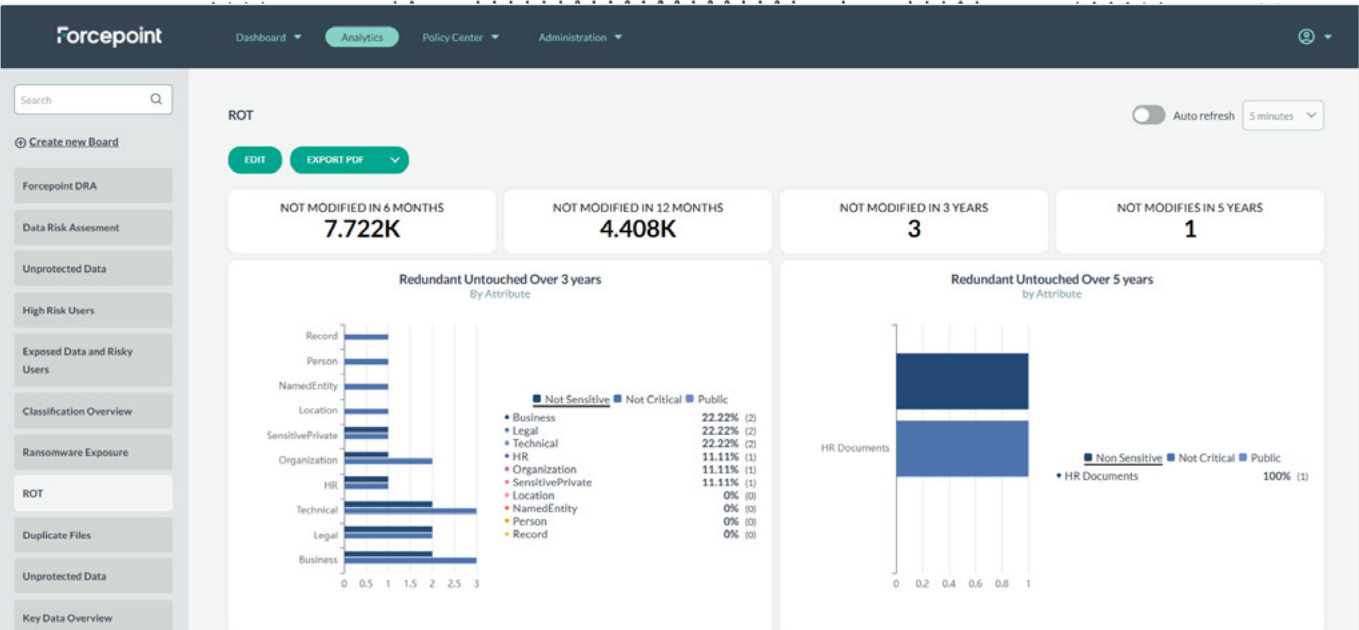 Forcepoint
Dashboard
Analytics
Policy Center
Administration
Search
Create new Board
Forcepoint DRA
Data Risk Assesment
Unprotected Data
High Risk Users
Exposed Data and Risky
Users
Classification Overview
Ransomware Exposure
ROT
Duplicate Files
Unprotected Data
Key Data Overview
ROT
Auto refresh
5 minutes
EDIT
EXPORT PDF
NOT MODIFIED IN 6 MONTHS
7.722K
NOT MODIFIED IN 12 MONTHS
4.408K
NOT MODIFIED IN 3 YEARS
3
NOT MODIFIES IN 5 YEARS
1
Redundant Untouched Over 3 years
By Attribute
Record
Person
NamedEntity
Location
SensitivePrivate
Organization
HR
Technical
Legal
Business
0 0.5 1 1.5 2 2.5 3
Not Sensitive Not Critical Public
Business 22.22% (2)
Legal 22.22% (2)
Technical 22.22% (2)
HR 11.11% (1)
Organization 11.11% (1)
SensitivePrivate 11.11% (1)
Location 0% (0)
NamedEntity 0% (0)
Person 0% (0)
Record 0% (0)
Redundant Untouched Over 5 years
by Attribute
HR Documents
0 0.2 0.4 0.6 0.8 1
Non Sensitive Not Critical Public
HR Documents 100% (1)